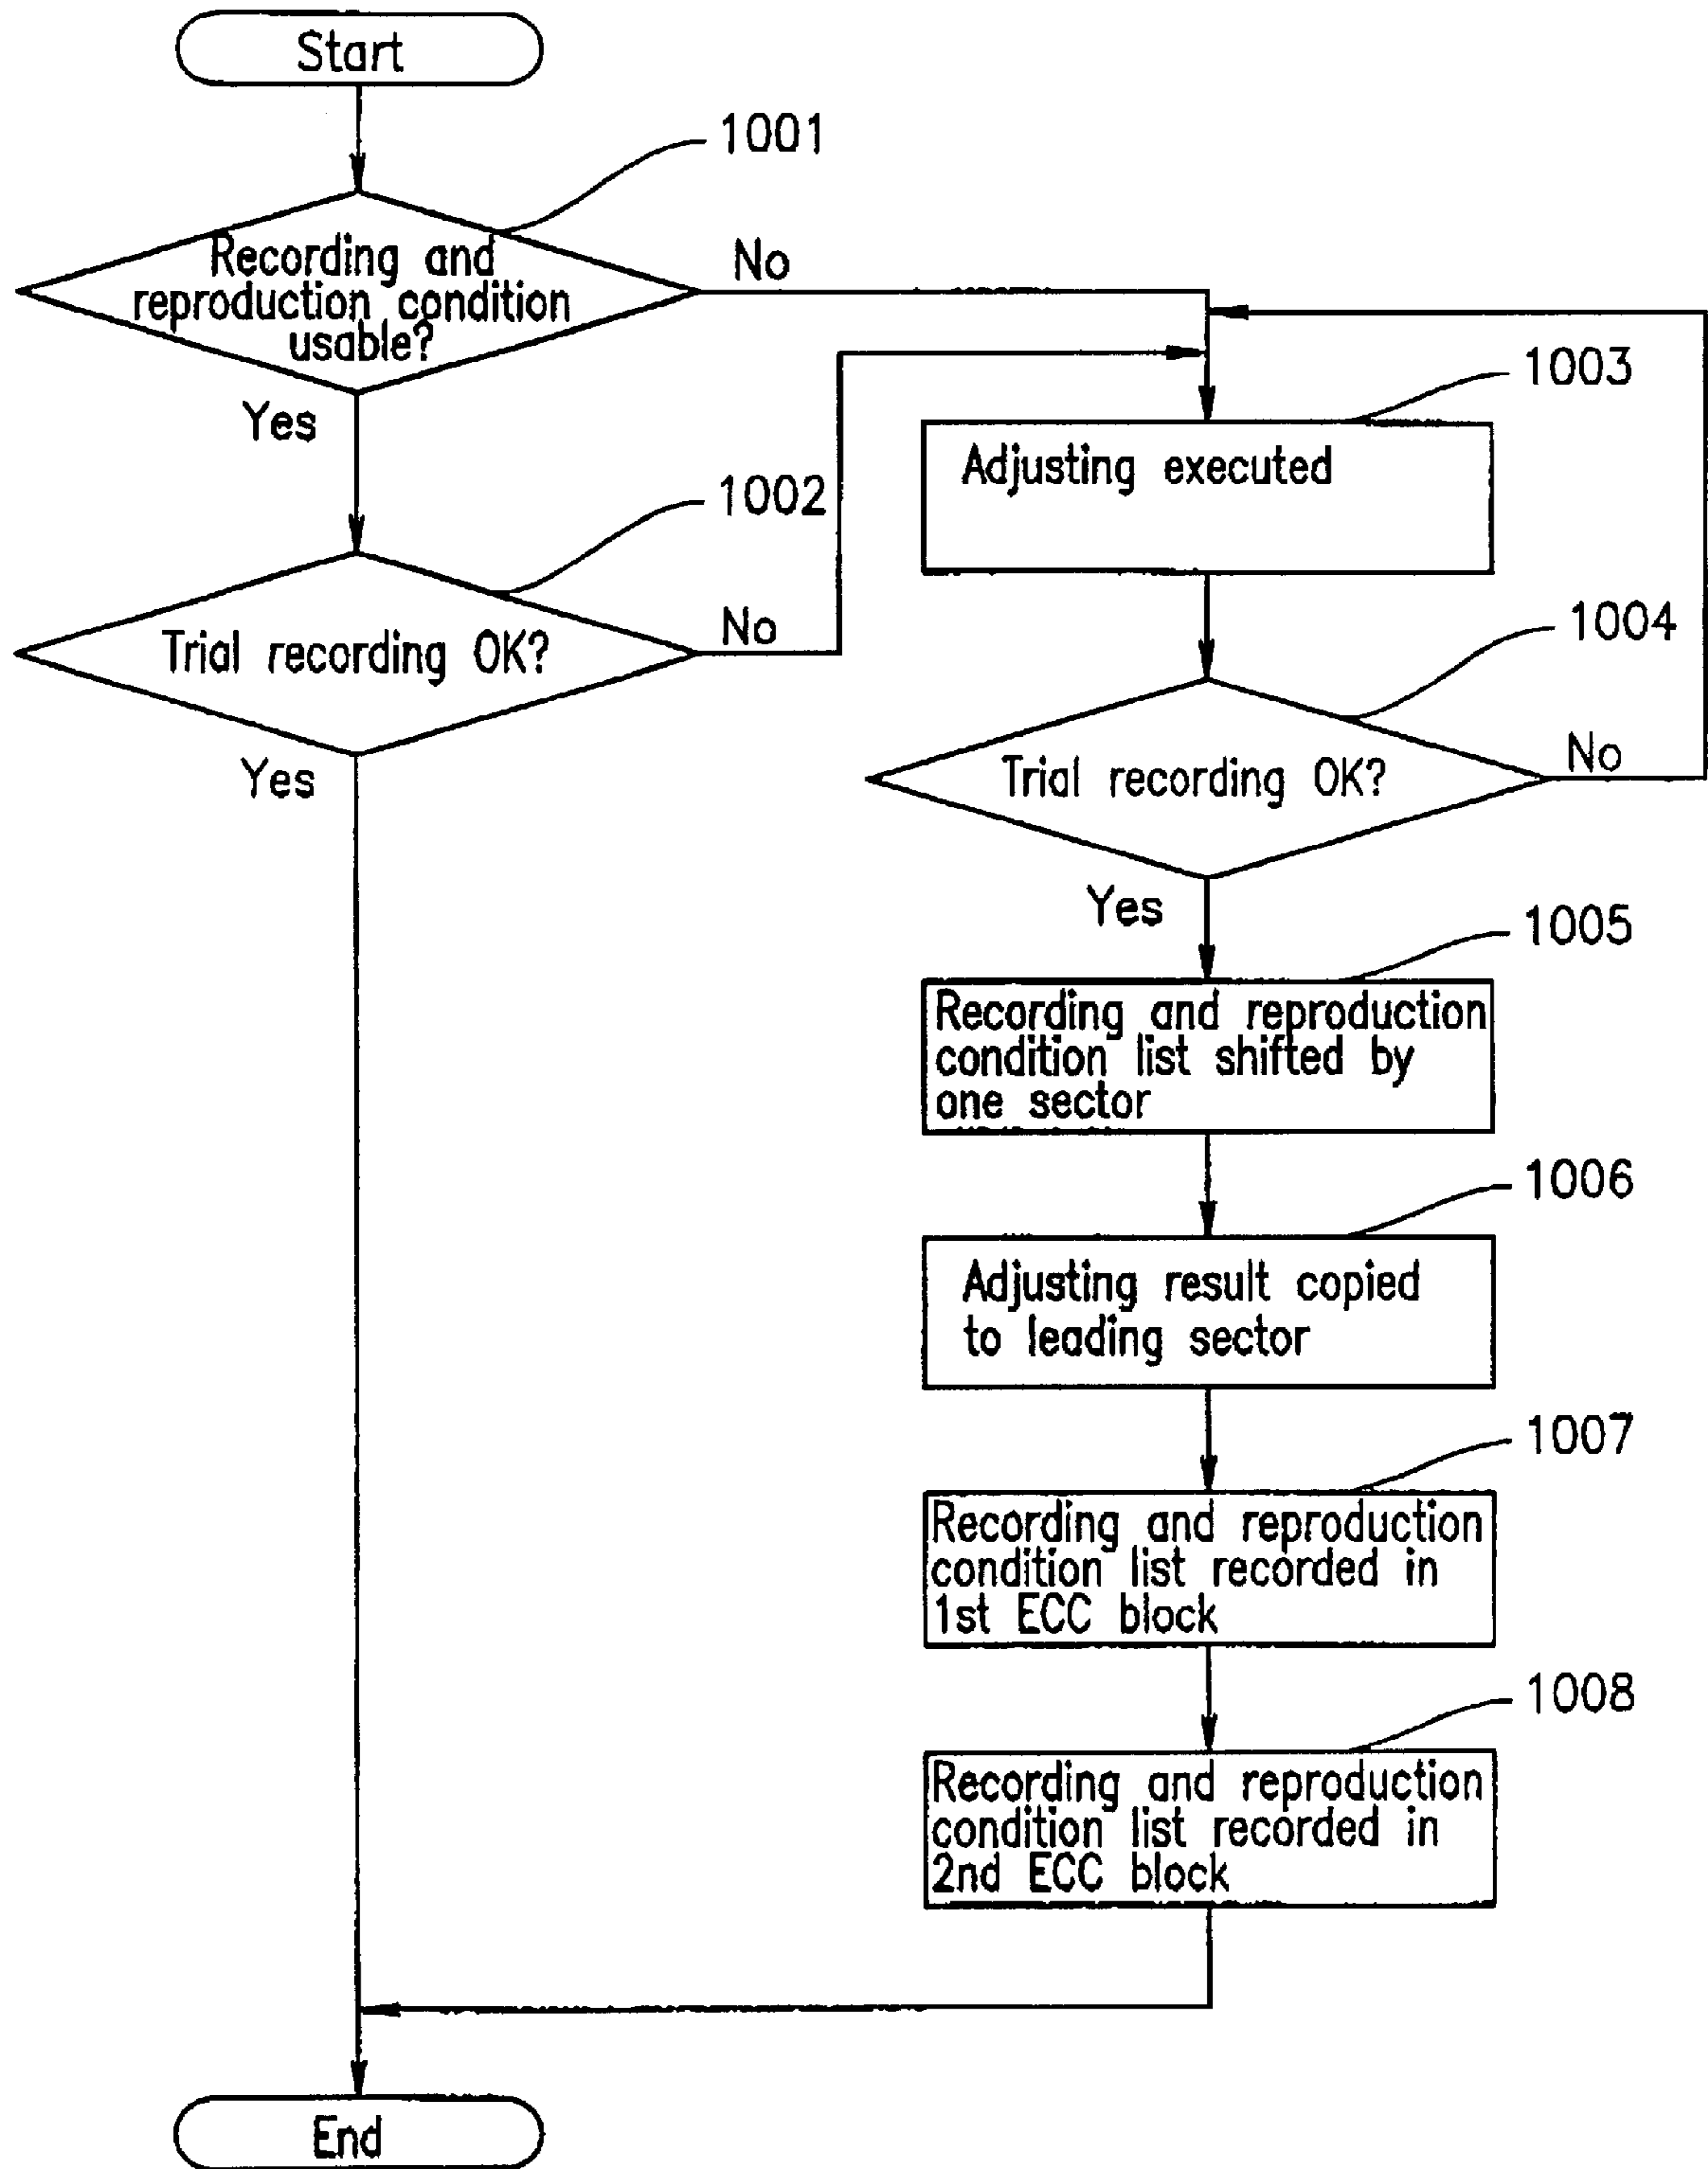 Start
1001
Recording and
reproduction condition
usable?
No
Yes
1002
Trial recording OK?
No
Yes
1003
Adjusting executed
1004
Trial recording OK?
No
Yes
1005
Recording and reproduction
condition list shifted by
one sector
1006
Adjusting result copied
to leading sector
1007
Recording and reproduction
condition list recorded in
1st ECC block
1008
Recording and reproduction
condition list recorded in
2nd ECC block
End